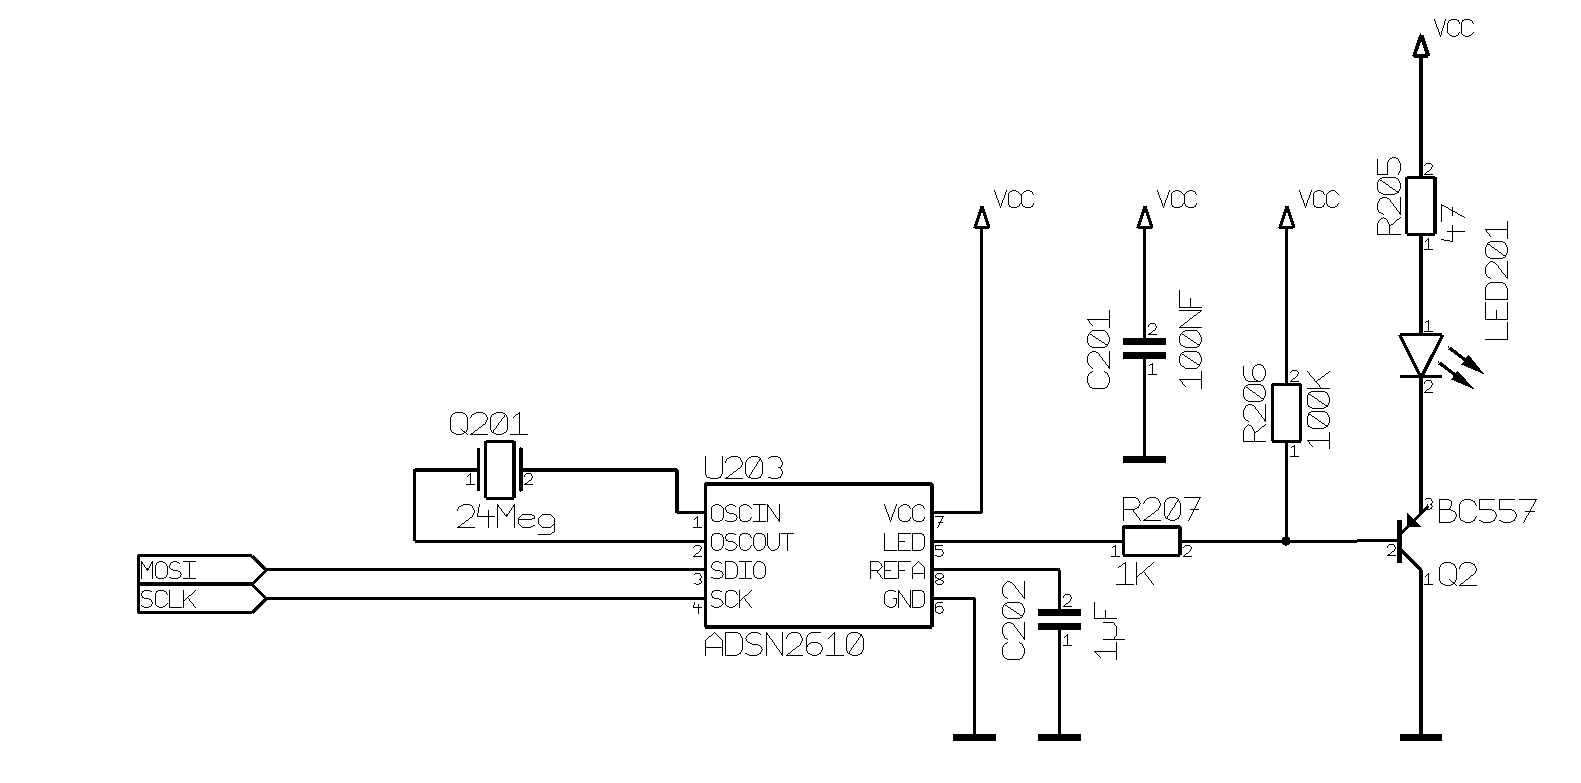 VCC
VCC
VCC
VCC
2
R205
47
1
LED201
1
2
C201
2
100NF
1
R206
2
100K
1
Q201
1
2
24Meg
U203
OSCIN
1
OSCOUT
2
SDIO
3
SCK
4
VCC
7
LED
5
REFA
8
GND
6
ADSN2610
MOSI
SCLK
R207
1
2
1K
C202
2
1µF
1
3
BC557
2
1
Q2